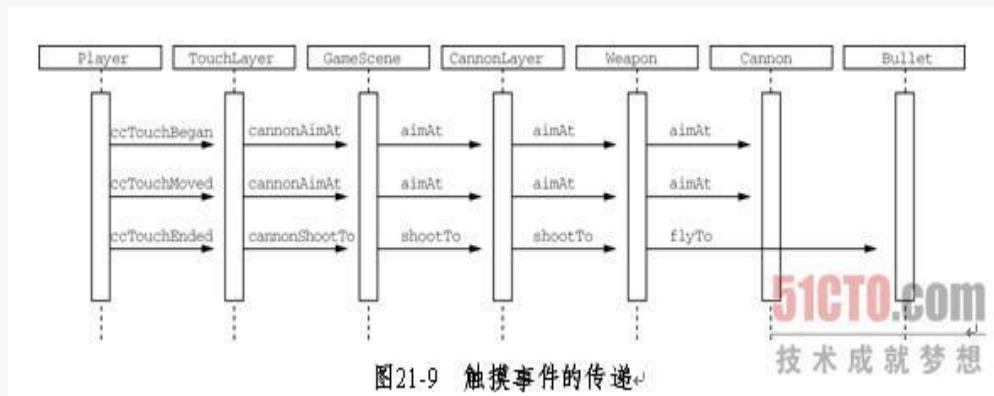 Player TouchLayer GameScene CannonLayer Weapon Cannon Bullet
ccTouchBegan cannonAimAt aimAt aimAt aimAt
ccTouchMoved cannonAimAt aimAt aimAt aimAt
ccTouchEnded cannonShootTo shootTo shootTo flyTo
51CTO.com
技术成就梦想
图21-9 触摸事件的传递